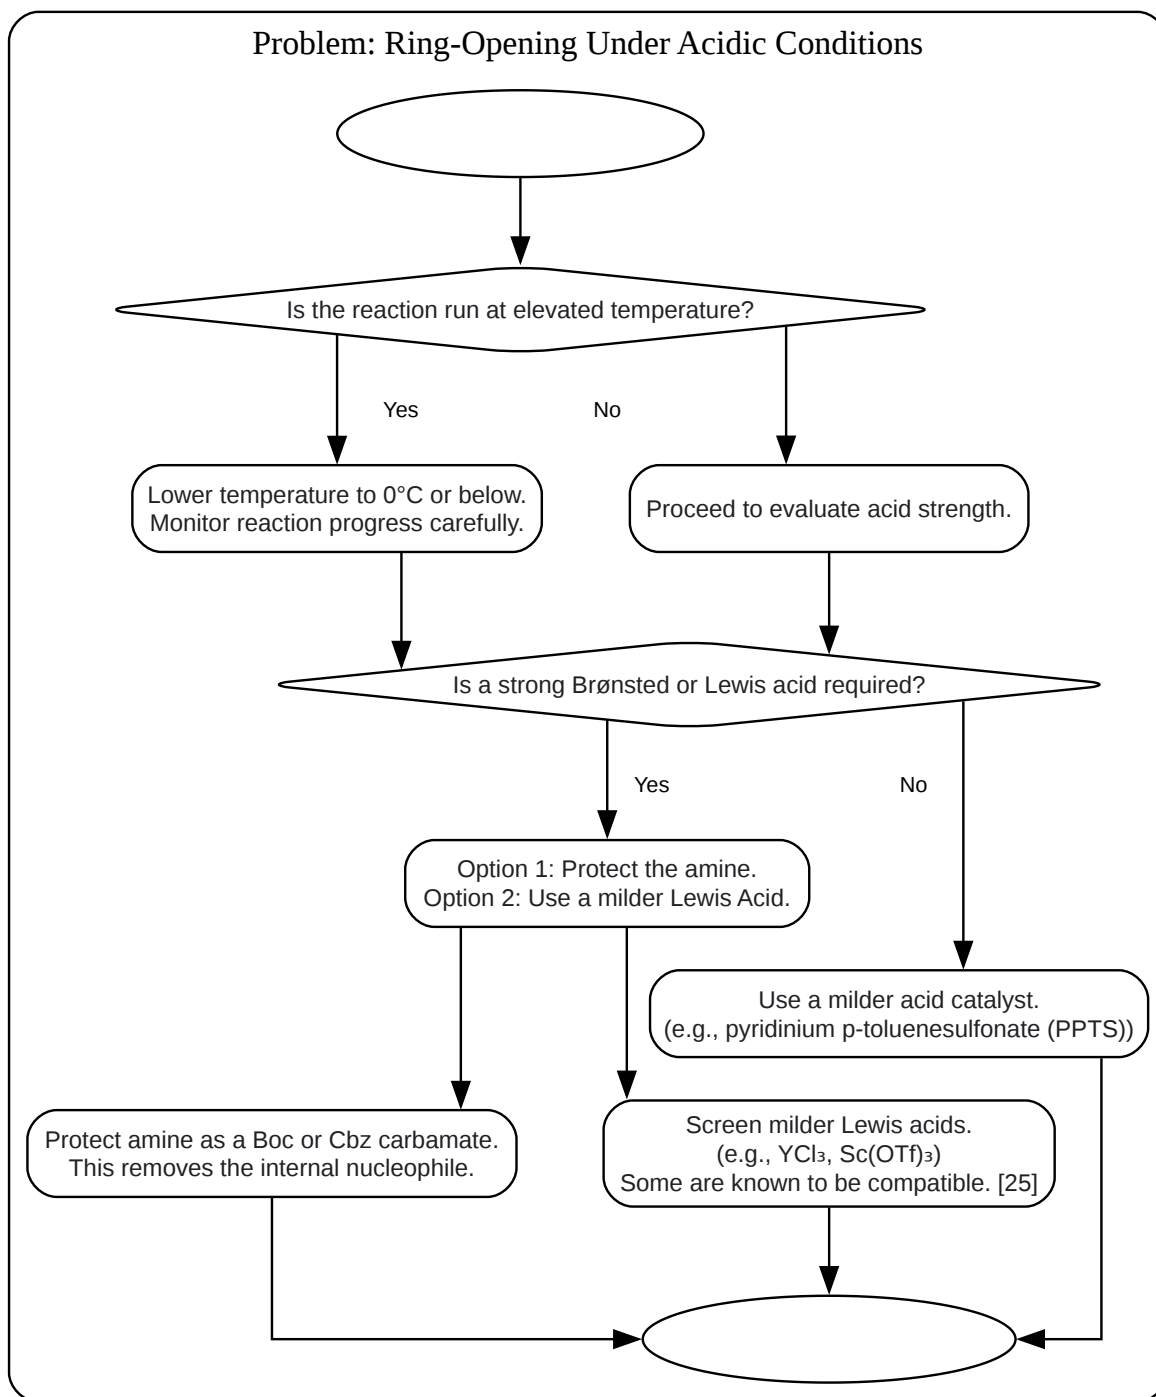 Problem: Ring-Opening Under Acidic Conditions
Is the reaction run at elevated temperature?
Yes
No
Lower temperature to 0°C or below.
Monitor reaction progress carefully.
Proceed to evaluate acid strength.
Is a strong Brønsted or Lewis acid required?
Yes
No
Option 1: Protect the amine.
Option 2: Use a milder Lewis Acid.
Use a milder acid catalyst.
(e.g., pyridinium p-toluenesulfonate (PPTS))
Protect amine as a Boc or Cbz carbamate.
This removes the internal nucleophile.
Screen milder Lewis acids.
(e.g., YCl₃, Sc(OTf)₃)
Some are known to be compatible. [25]